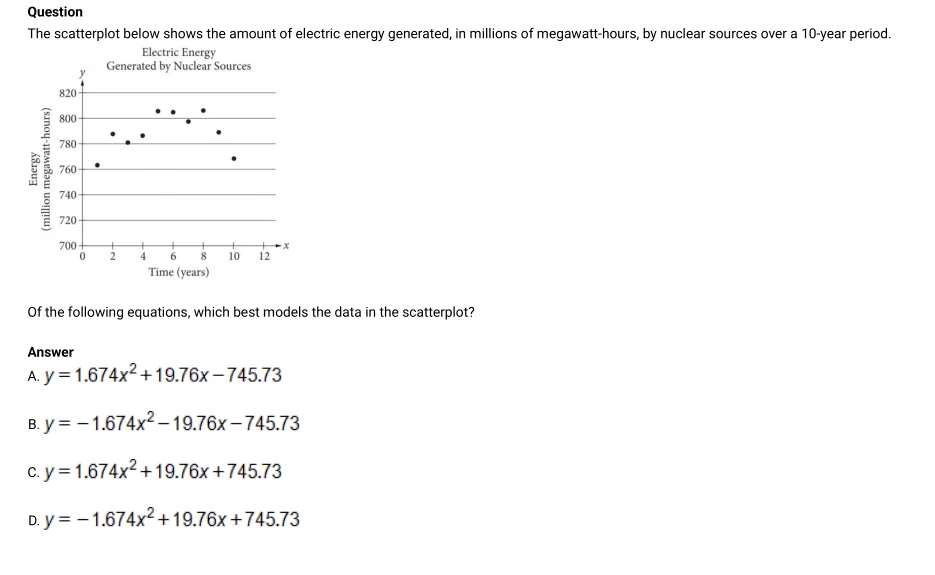 Question
The scatterplot below shows the amount of electric energy generated, in millions of megawatt-hours, by nuclear sources over a 10-year period.
Electric Energy
Generated by Nuclear Sources
y
820
800
780
760
740
720
700
Energy
(million megawatt-hours)
0 2 4 6 8 10 12 x
Time (years)
Of the following equations, which best models the data in the scatterplot?
Answer
A. y = 1.674x² + 19.76x − 745.73
B. y = − 1.674x² − 19.76x − 745.73
C. y = 1.674x² + 19.76x + 745.73
D. y = − 1.674x² + 19.76x + 745.73